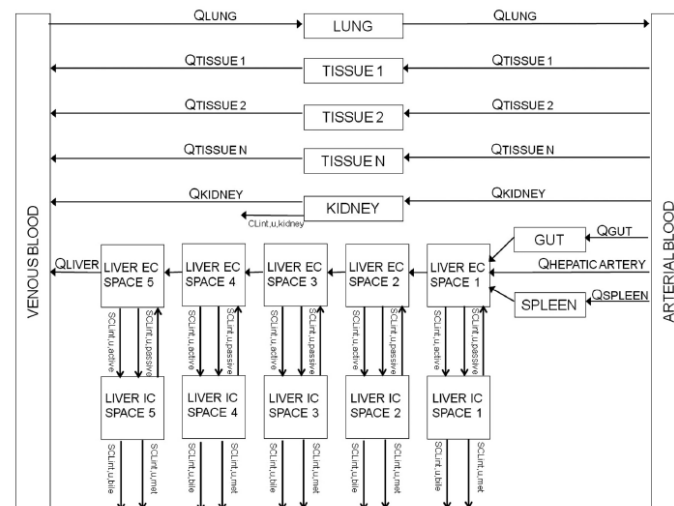 QLUNG
LUNG
QLUNG
QTISSUE 1
TISSUE 1
QTISSUE 1
QTISSUE 2
TISSUE 2
QTISSUE 2
QTISSUE N
TISSUE N
QTISSUE N
QKIDNEY
KIDNEY
QKIDNEY
CLint,u,kidney
VENOUS BLOOD
ARTERIAL BLOOD
GUT
QGUT
QLIVER
LIVER EC
SPACE 5
LIVER EC
SPACE 4
LIVER EC
SPACE 3
LIVER EC
SPACE 2
LIVER EC
SPACE 1
QHEPATIC ARTERY
SPLEEN
QSPLEEN
SCLint,u,active
SCLint,u,passive
SCLint,u,active
SCLint,u,passive
SCLint,u,active
SCLint,u,passive
SCLint,u,active
SCLint,u,passive
SCLint,u,active
SCLint,u,passive
LIVER IC
SPACE 5
LIVER IC
SPACE 4
LIVER IC
SPACE 3
LIVER IC
SPACE 2
LIVER IC
SPACE 1
SCLint,u,bile
SCLint,u,met
SCLint,u,bile
SCLint,u,met
SCLint,u,bile
SCLint,u,met
SCLint,u,bile
SCLint,u,met
SCLint,u,bile
SCLint,u,met